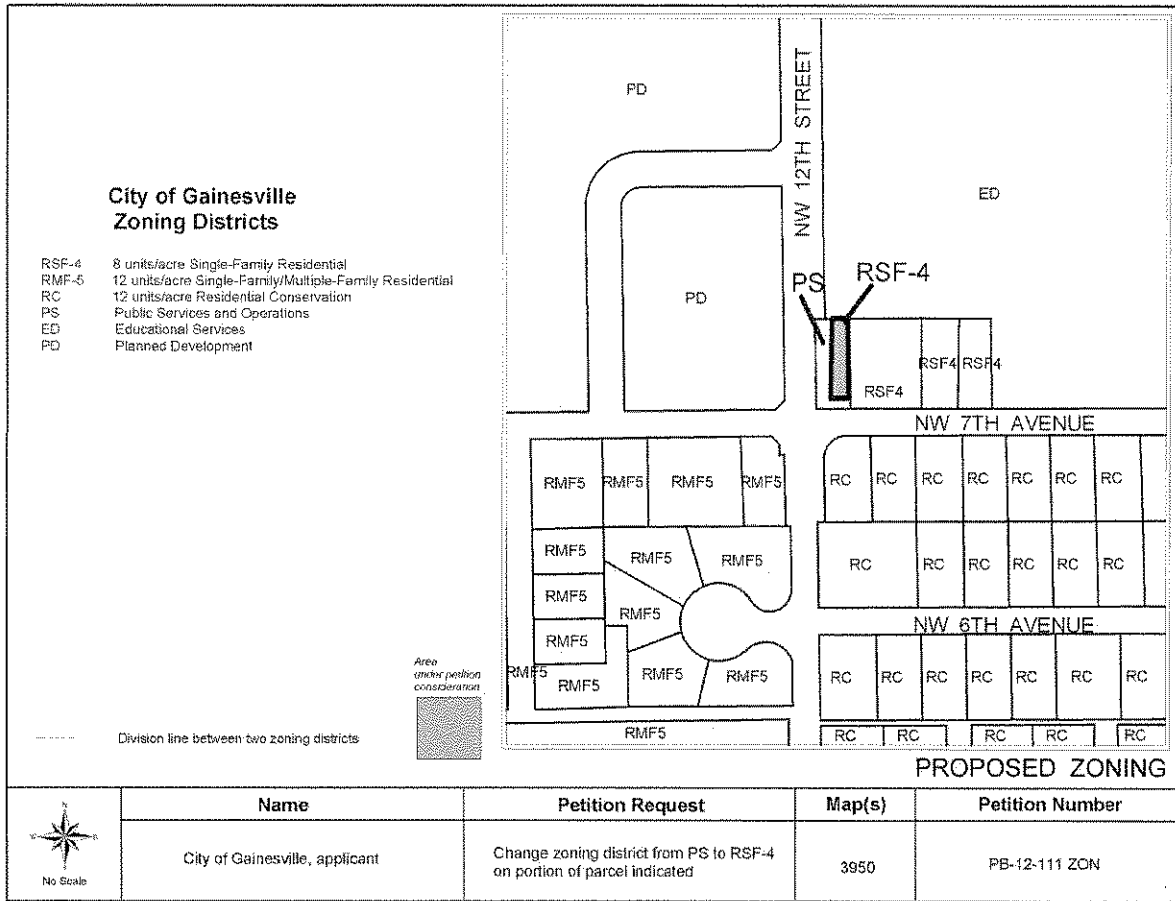 City of Gainesville
Zoning Districts
RSF-4 8 units/acre Single-Family Residential
RMF-5 12 units/acre Single-Family/Multiple-Family Residential
RC 12 units/acre Residential Conservation
PS Public Services and Operations
ED Educational Services
PD Planned Development
PD
NW 12TH STREET
ED
PD
PS
RSF-4
RSF4
RSF4
RSF4
NW 7TH AVENUE
RMF5 RMF5 RMF5 RMF5
RC RC RC RC RC RC RC
RMF5
RMF5
RMF5
RC RC RC RC RC RC
RMF5
RMF5
NW 6TH AVENUE
RMF5
RMF5
RMF5
RMF5
RMF5
RC RC RC RC RC RC RC
RMF5
RC RC RC RC RC
Area
under petition
consideration
Division line between two zoning districts
PROPOSED ZONING
N
No Scale
Name Petition Request Map(s) Petition Number
City of Gainesville, applicant
Change zoning district from PS to RSF-4
on portion of parcel indicated
3950
PB-12-111 ZON